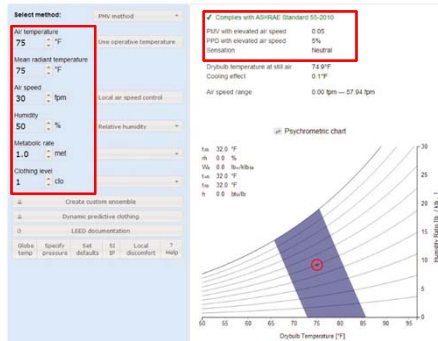 Select method:
PMV method
Air temperature
75 °F
Use operative temperature
Mean radiant temperature
75 °F
Air speed
30 fpm
Local air speed control
Humidity
50 %
Relative humidity
Metabolic rate
1.0 met
Clothing level
1 clo
Create custom ensemble
Dynamic predictive clothing
LEED documentation
Globe temp
Specify pressure
Set defaults
SI IP
Local discomfort
? Help
✓ Complies with ASHRAE Standard 55-2010
PMV with elevated air speed 0.05
PPD with elevated air speed 5%
Sensation Neutral
Drybulb temperature at still air 74.9°F
Cooling effect 0.1°F
Air speed range 0.00 fpm — 57.94 fpm
Psychrometric chart
32.0 °F
rh 0.0 %
0.0
32.0 °F
32.0 °F
h 0.0 btu/lb
30
25
20
15
10
5
0
50 55 60 65 70 75 80 85 90 95
Drybulb Temperature [°F]